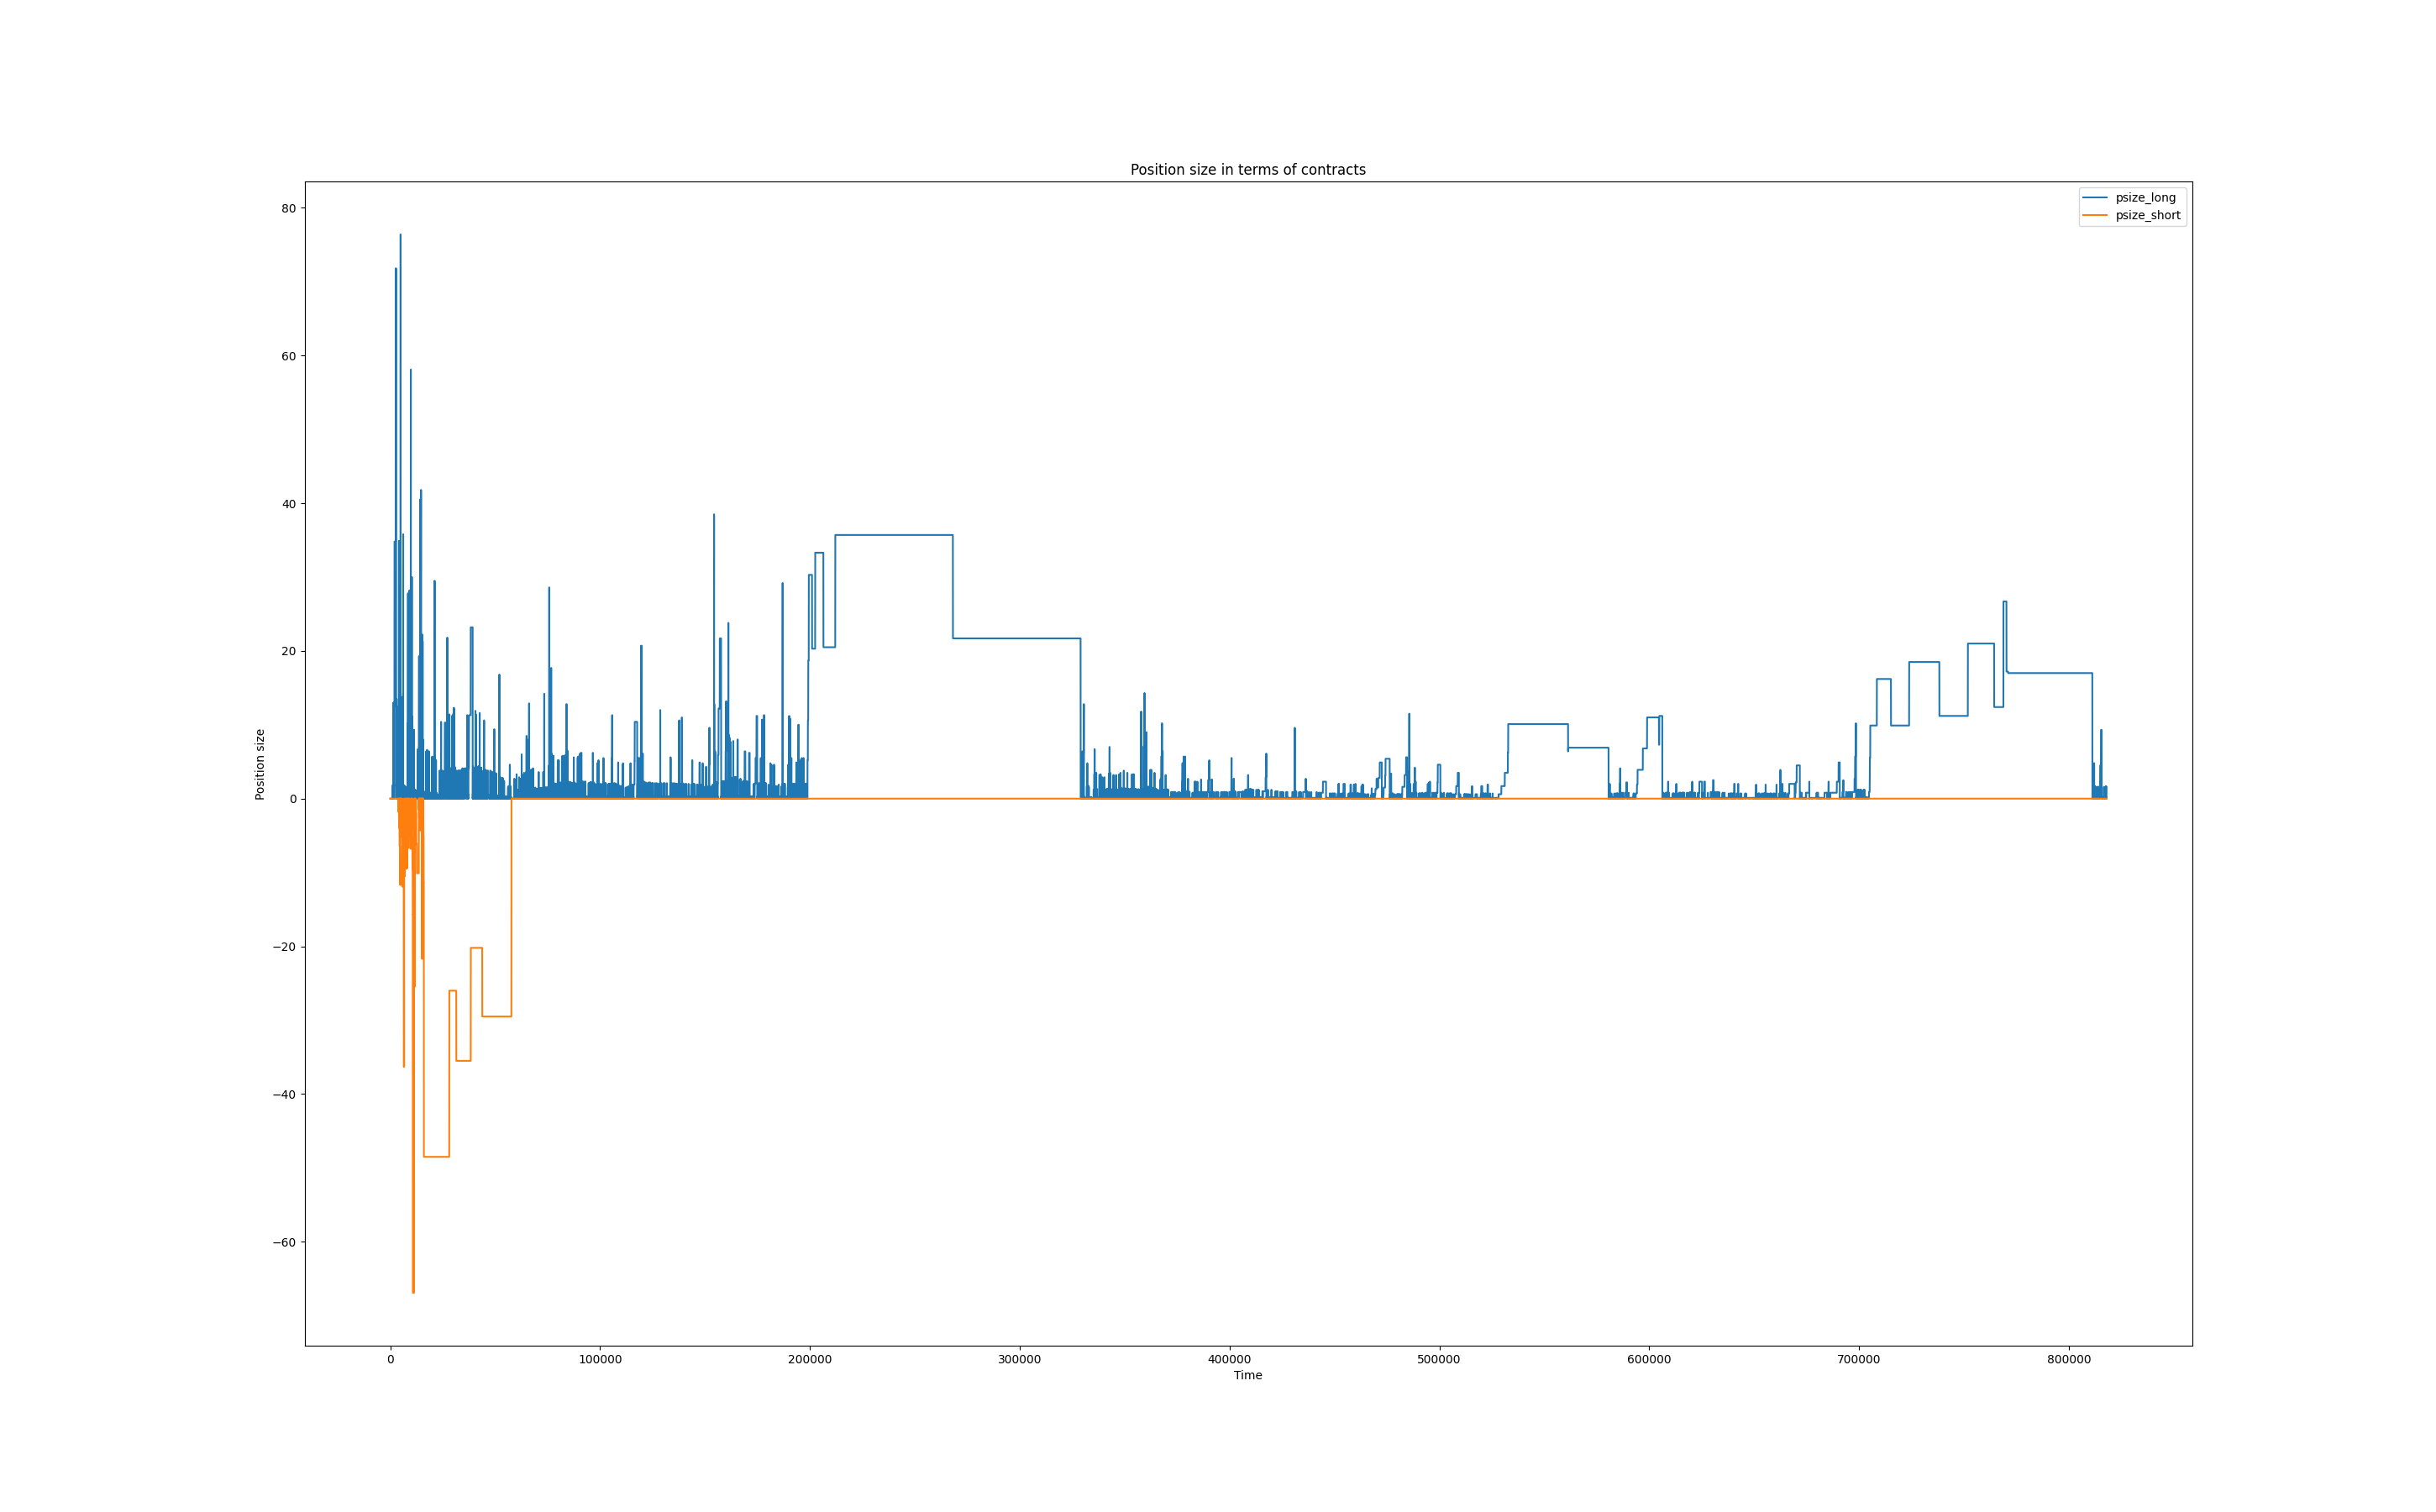 Position size in terms of contracts
psize_long
psize_short
80
60
40
20
0
−20
−40
−60
Position size
0 100000 200000 300000 400000 500000 600000 700000 800000
Time